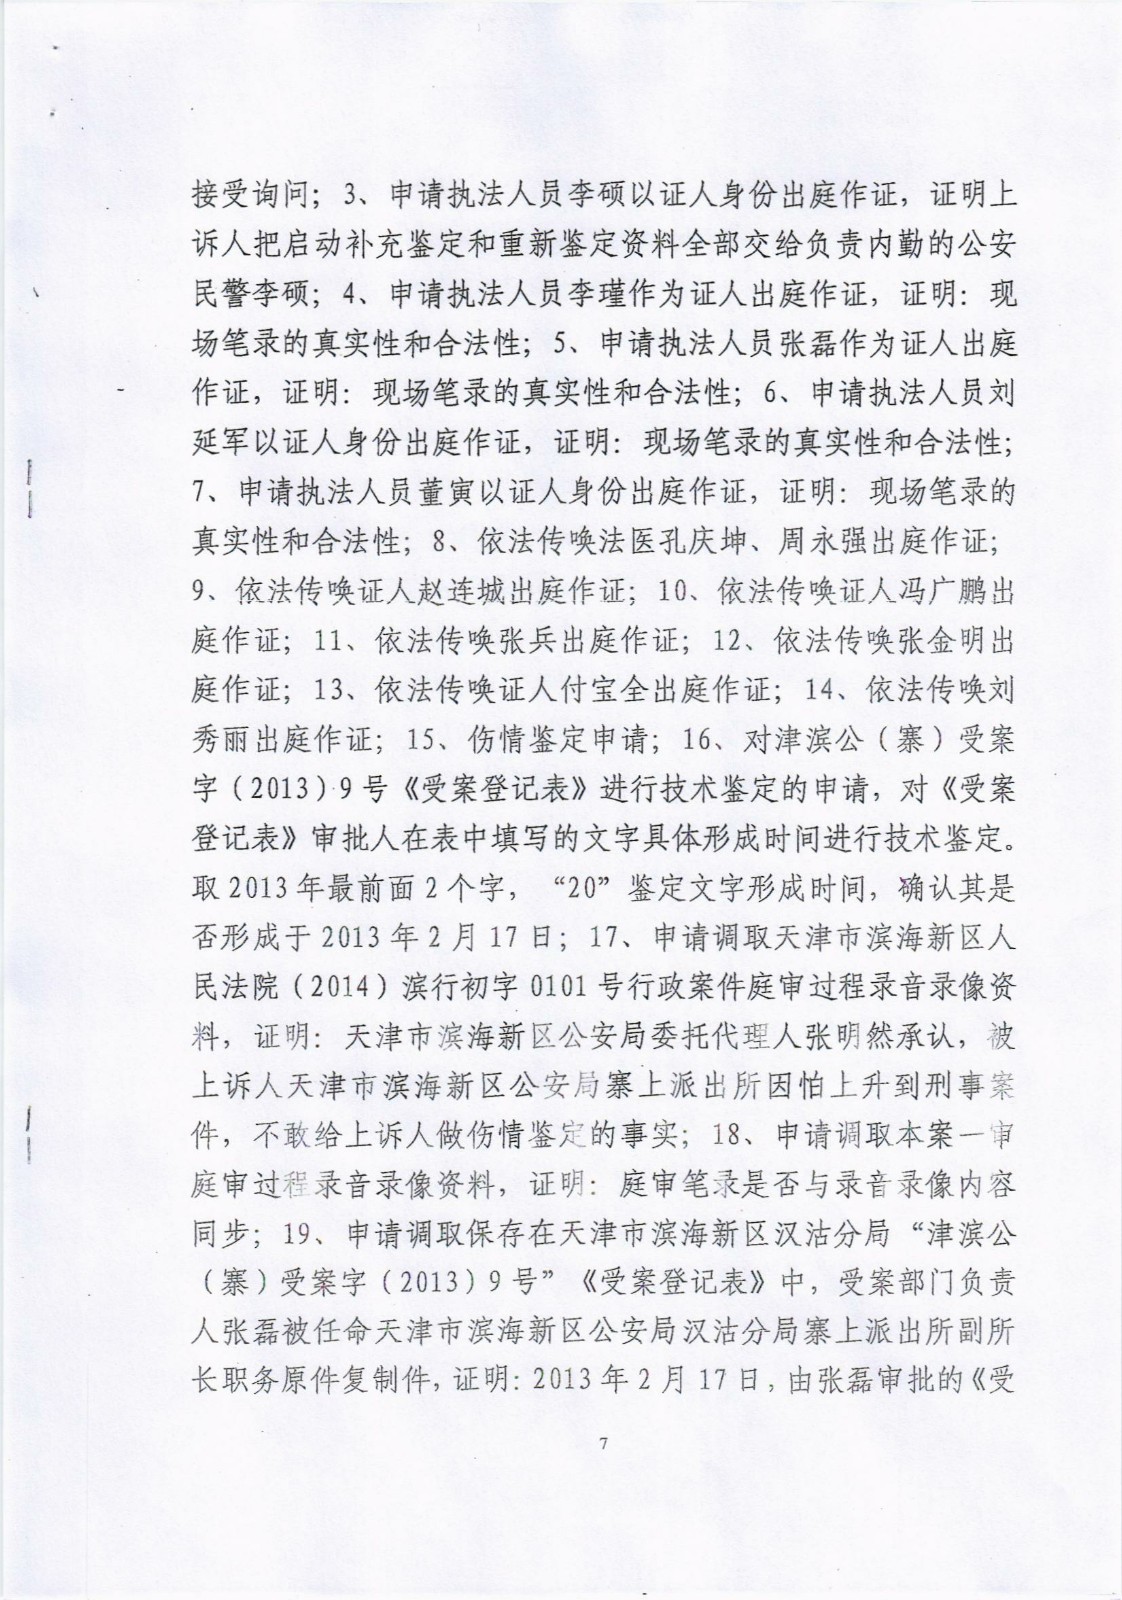 接受询问；3、申请执法人员李硕以证人身份出庭作证，证明上
诉人把启动补充鉴定和重新鉴定资料全部交给负责内勤的公安
民警李硕；4、申请执法人员李瑾作为证人出庭作证，证明：现
场笔录的真实性和合法性；5、申请执法人员张磊作为证人出庭
作证，证明：现场笔录的真实性和合法性；6、申请执法人员刘
延军以证人身份出庭作证，证明：现场笔录的真实性和合法性；
7、申请执法人员董寅以证人身份出庭作证，证明：现场笔录的
真实性和合法性；8、依法传唤法医孔庆坤、周永强出庭作证；
9、依法传唤证人赵连城出庭作证；10、依法传唤证人冯广鹏出
庭作证；11、依法传唤张兵出庭作证；12、依法传唤张金明出
庭作证；13、依法传唤证人付宝全出庭作证；14、依法传唤刘
秀丽出庭作证；15、伤情鉴定申请；16、对津滨公（寨）受案
字（2013）9号《受案登记表》进行技术鉴定的申请，对《受案
登记表》审批人在表中填写的文字具体形成时间进行技术鉴定。
取2013年最前面2个字，“20”鉴定文字形成时间，确认其是
否形成于2013年2月17日；17、申请调取天津市滨海新区人
民法院（2014）滨行初字0101号行政案件庭审过程录音录像资
料，证明：天津市滨海新区公安局委托代理人张明然承认，被
上诉人天津市滨海新区公安局寨上派出所因怕上升到刑事案
件，不敢给上诉人做伤情鉴定的事实；18、申请调取本案一审
庭审过程录音录像资料，证明：庭审笔录是否与录音录像内容
同步；19、申请调取保存在天津市滨海新区汉沽分局“津滨公
（寨）受案字（2013）9号”《受案登记表》中，受案部门负责
人张磊被任命天津市滨海新区公安局汉沽分局寨上派出所副所
长职务原件复制件，证明：2013年2月17日，由张磊审批的《受
7